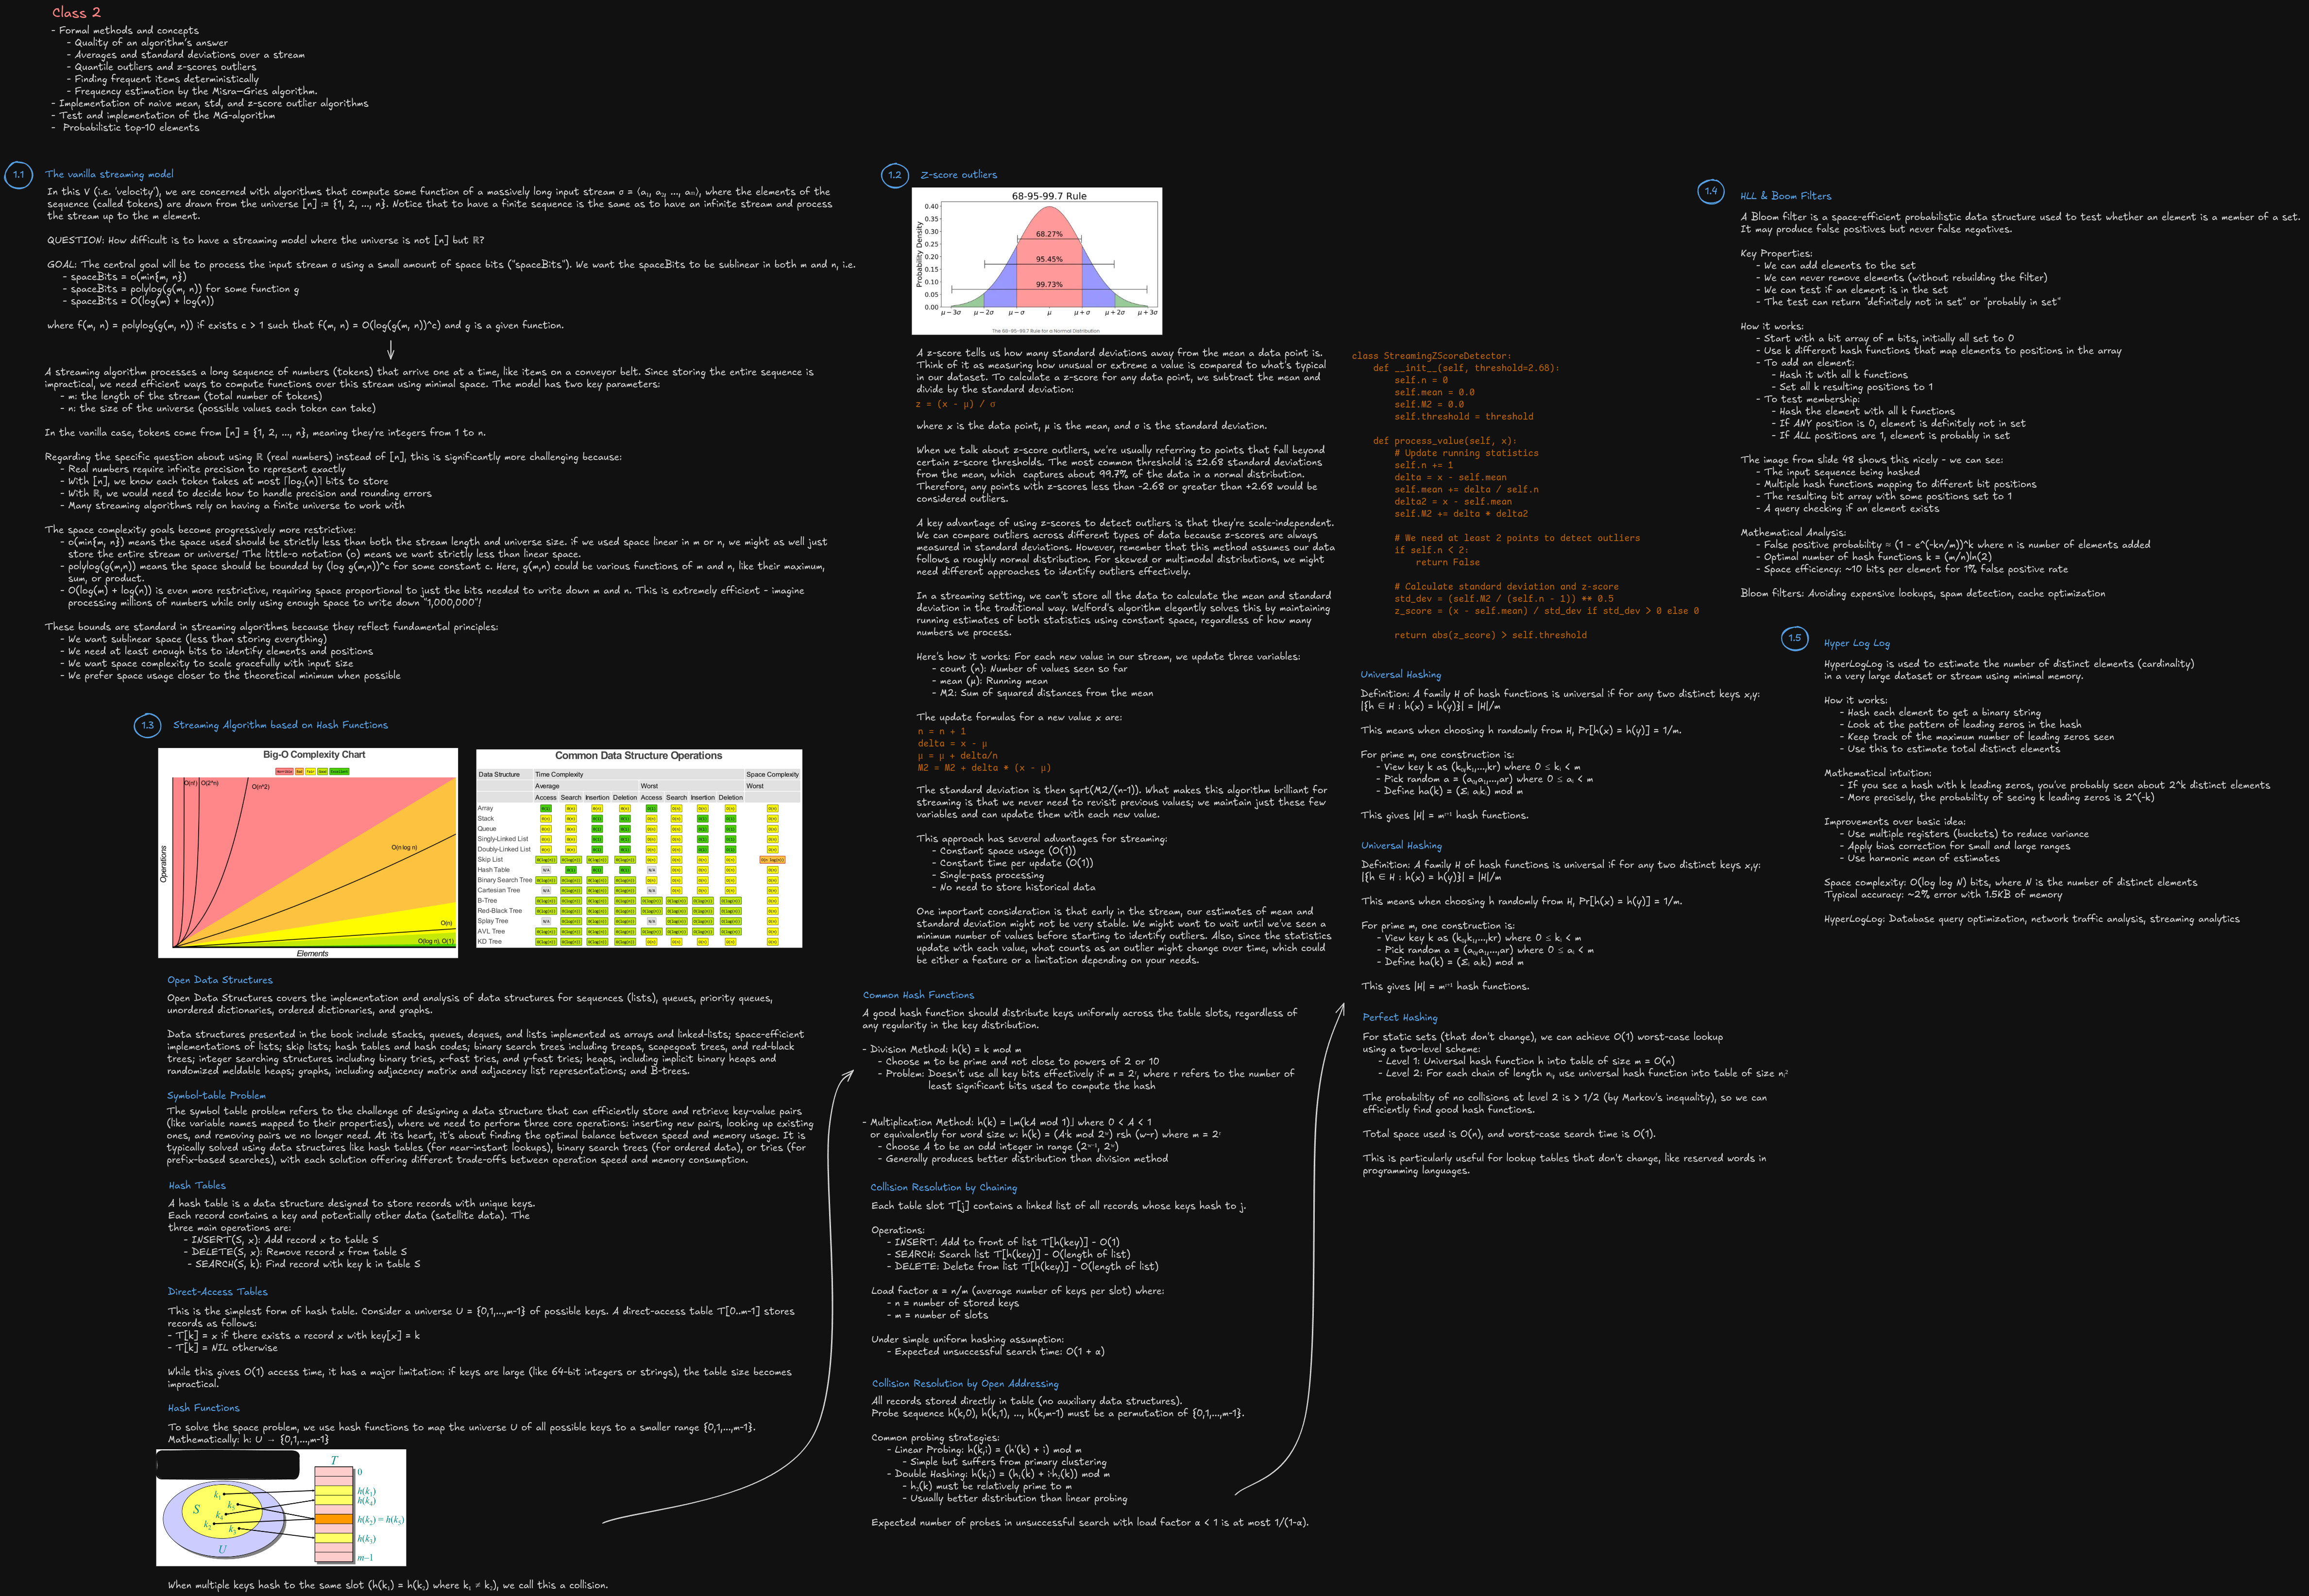 Class 2
- Formal methods and concepts
- Quality of an algorithm's answer
- Averages and standard deviations over a stream
- Quantile outliers and z-scores outliers
- Finding frequent items deterministically
- Frequency estimation by the Misra–Gries algorithm.
- Implementation of naive mean, std, and z-score outlier algorithms
- Test and implementation of the MG-algorithm
- Probabilistic top-10 elements
1.1
The vanilla streaming model
In this V (i.e. 'velocity'), we are concerned with algorithms that compute some function of a massively long input stream σ = ⟨a₁, a₂, ..., aₘ⟩, where the elements of the
sequence (called tokens) are drawn from the universe [n] := {1, 2, ..., n}. Notice that to have a finite sequence is the same as to have an infinite stream and process
the stream up to the m element.
QUESTION: How difficult is to have a streaming model where the universe is not [n] but ℝ?
GOAL: The central goal will be to process the input stream σ using a small amount of space bits ("spaceBits"). We want the spaceBits to be sublinear in both m and n, i.e.
- spaceBits = o(min{m, n})
- spaceBits = polylog(g(m, n)) for some function g
- spaceBits = O(log(m) + log(n))
where f(m, n) = polylog(g(m, n)) if exists c > 1 such that f(m, n) = O(log(g(m, n))^c) and g is a given function.
A streaming algorithm processes a long sequence of numbers (tokens) that arrive one at a time, like items on a conveyor belt. Since storing the entire sequence is
impractical, we need efficient ways to compute functions over this stream using minimal space. The model has two key parameters:
- m: the length of the stream (total number of tokens)
- n: the size of the universe (possible values each token can take)
In the vanilla case, tokens come from [n] = {1, 2, ..., n}, meaning they're integers from 1 to n.
Regarding the specific question about using ℝ (real numbers) instead of [n], this is significantly more challenging because:
- Real numbers require infinite precision to represent exactly
- With [n], we know each token takes at most ⌈log₂(n)⌉ bits to store
- With ℝ, we would need to decide how to handle precision and rounding errors
- Many streaming algorithms rely on having a finite universe to work with
The space complexity goals become progressively more restrictive:
- o(min{m, n}) means the space used should be strictly less than both the stream length and universe size. if we used space linear in m or n, we might as well just
store the entire stream or universe! The little-o notation (o) means we want strictly less than linear space.
- polylog(g(m,n)) means the space should be bounded by (log g(m,n))^c for some constant c. Here, g(m,n) could be various functions of m and n, like their maximum,
sum, or product.
- O(log(m) + log(n)) is even more restrictive, requiring space proportional to just the bits needed to write down m and n. This is extremely efficient - imagine
processing millions of numbers while only using enough space to write down "1,000,000"!
These bounds are standard in streaming algorithms because they reflect fundamental principles:
- We want sublinear space (less than storing everything)
- We need at least enough bits to identify elements and positions
- We want space complexity to scale gracefully with input size
- We prefer space usage closer to the theoretical minimum when possible
1.2
Z-score outliers
68-95-99.7 Rule
Probability Density
0.40
0.35
0.30
0.25
0.20
0.15
0.10
0.05
0.00
68.27%
95.45%
99.73%
μ − 3σ μ − 2σ μ − σ μ μ + σ μ + 2σ μ + 3σ
The 68-95-99.7 Rule for a Normal Distribution
A z-score tells us how many standard deviations away from the mean a data point is.
Think of it as measuring how unusual or extreme a value is compared to what's typical
in our dataset. To calculate a z-score for any data point, we subtract the mean and
divide by the standard deviation:
z = (x - μ) / σ
where x is the data point, μ is the mean, and σ is the standard deviation.
When we talk about z-score outliers, we're usually referring to points that fall beyond
certain z-score thresholds. The most common threshold is ±2.68 standard deviations
from the mean, which captures about 99.7% of the data in a normal distribution.
Therefore, any points with z-scores less than -2.68 or greater than +2.68 would be
considered outliers.
A key advantage of using z-scores to detect outliers is that they're scale-independent.
We can compare outliers across different types of data because z-scores are always
measured in standard deviations. However, remember that this method assumes our data
follows a roughly normal distribution. For skewed or multimodal distributions, we might
need different approaches to identify outliers effectively.
In a streaming setting, we can't store all the data to calculate the mean and standard
deviation in the traditional way. Welford's algorithm elegantly solves this by maintaining
running estimates of both statistics using constant space, regardless of how many
numbers we process.
Here's how it works: For each new value in our stream, we update three variables:
- count (n): Number of values seen so far
- mean (μ): Running mean
- M2: Sum of squared distances from the mean
The update formulas for a new value x are:
n = n + 1
delta = x - μ
μ = μ + delta/n
M2 = M2 + delta * (x - μ)
The standard deviation is then sqrt(M2/(n-1)). What makes this algorithm brilliant for
streaming is that we never need to revisit previous values; we maintain just these few
variables and can update them with each new value.
This approach has several advantages for streaming:
- Constant space usage (O(1))
- Constant time per update (O(1))
- Single-pass processing
- No need to store historical data
One important consideration is that early in the stream, our estimates of mean and
standard deviation might not be very stable. We might want to wait until we've seen a
minimum number of values before starting to identify outliers. Also, since the statistics
update with each value, what counts as an outlier might change over time, which could
be either a feature or a limitation depending on your needs.
class StreamingZScoreDetector:
def __init__(self, threshold=2.68):
self.n = 0
self.mean = 0.0
self.M2 = 0.0
self.threshold = threshold
def process_value(self, x):
# Update running statistics
self.n += 1
delta = x - self.mean
self.mean += delta / self.n
delta2 = x - self.mean
self.M2 += delta * delta2
# We need at least 2 points to detect outliers
if self.n < 2:
return False
# Calculate standard deviation and z-score
std_dev = (self.M2 / (self.n - 1)) ** 0.5
z_score = (x - self.mean) / std_dev if std_dev > 0 else 0
return abs(z_score) > self.threshold
1.3
Streaming Algorithm based on Hash Functions
Big-O Complexity Chart
Horrible Bad Fair Good Excellent
O(n!) O(2^n) O(n^2)
O(n log n)
O(n)
O(log n), O(1)
Operations
Elements
Common Data Structure Operations
Data Structure Time Complexity Space Complexity
Average Worst Worst
Access Search Insertion Deletion Access Search Insertion Deletion
Array
Stack
Queue
Singly-Linked List
Doubly-Linked List
Skip List
Hash Table
Binary Search Tree
Cartesian Tree
B-Tree
Red-Black Tree
Splay Tree
AVL Tree
KD Tree
Open Data Structures
Open Data Structures covers the implementation and analysis of data structures for sequences (lists), queues, priority queues,
unordered dictionaries, ordered dictionaries, and graphs.
Data structures presented in the book include stacks, queues, deques, and lists implemented as arrays and linked-lists; space-efficient
implementations of lists; skip lists; hash tables and hash codes; binary search trees including treaps, scapegoat trees, and red-black
trees; integer searching structures including binary tries, x-fast tries, and y-fast tries; heaps, including implicit binary heaps and
randomized meldable heaps; graphs, including adjacency matrix and adjacency list representations; and B-trees.
Symbol-table Problem
The symbol table problem refers to the challenge of designing a data structure that can efficiently store and retrieve key-value pairs
(like variable names mapped to their properties), where we need to perform three core operations: inserting new pairs, looking up existing
ones, and removing pairs we no longer need. At its heart, it's about finding the optimal balance between speed and memory usage. It is
typically solved using data structures like hash tables (for near-instant lookups), binary search trees (for ordered data), or tries (for
prefix-based searches), with each solution offering different trade-offs between operation speed and memory consumption.
Hash Tables
A hash table is a data structure designed to store records with unique keys.
Each record contains a key and potentially other data (satellite data). The
three main operations are:
- INSERT(S, x): Add record x to table S
- DELETE(S, x): Remove record x from table S
- SEARCH(S, k): Find record with key k in table S
Direct-Access Tables
This is the simplest form of hash table. Consider a universe U = {0,1,...,m-1} of possible keys. A direct-access table T[0..m-1] stores
records as follows:
- T[k] = x if there exists a record x with key[x] = k
- T[k] = NIL otherwise
While this gives O(1) access time, it has a major limitation: if keys are large (like 64-bit integers or strings), the table size becomes
impractical.
Hash Functions
To solve the space problem, we use hash functions to map the universe U of all possible keys to a smaller range {0,1,...,m-1}.
Mathematically: h: U → {0,1,...,m-1}
T
0
h(k₁)
h(k₄)
h(k₂) = h(k₅)
h(k₃)
m–1
S
k₁
k₅
k₄
k₂
k₃
U
When multiple keys hash to the same slot (h(k₁) = h(k₂) where k₁ ≠ k₂), we call this a collision.
Common Hash Functions
A good hash function should distribute keys uniformly across the table slots, regardless of
any regularity in the key distribution.
- Division Method: h(k) = k mod m
- Choose m to be prime and not close to powers of 2 or 10
- Problem: Doesn't use all key bits effectively if m = 2ʳ, where r refers to the number of
least significant bits used to compute the hash
- Multiplication Method: h(k) = ⌊m(kA mod 1)⌋ where 0 < A < 1
or equivalently for word size w: h(k) = (A·k mod 2ʷ) rsh (w-r) where m = 2ʳ
- Choose A to be an odd integer in range (2ʷ⁻¹, 2ʷ)
- Generally produces better distribution than division method
Collision Resolution by Chaining
Each table slot T[j] contains a linked list of all records whose keys hash to j.
Operations:
- INSERT: Add to front of list T[h(key)] - O(1)
- SEARCH: Search list T[h(key)] - O(length of list)
- DELETE: Delete from list T[h(key)] - O(length of list)
Load factor α = n/m (average number of keys per slot) where:
- n = number of stored keys
- m = number of slots
Under simple uniform hashing assumption:
- Expected unsuccessful search time: O(1 + α)
Collision Resolution by Open Addressing
All records stored directly in table (no auxiliary data structures).
Probe sequence h(k,0), h(k,1), ..., h(k,m-1) must be a permutation of {0,1,...,m-1}.
Common probing strategies:
- Linear Probing: h(k,i) = (h'(k) + i) mod m
- Simple but suffers from primary clustering
- Double Hashing: h(k,i) = (h₁(k) + i·h₂(k)) mod m
- h₂(k) must be relatively prime to m
- Usually better distribution than linear probing
Expected number of probes in unsuccessful search with load factor α < 1 is at most 1/(1-α).
Universal Hashing
Definition: A family H of hash functions is universal if for any two distinct keys x,y:
|{h ∈ H : h(x) = h(y)}| = |H|/m
This means when choosing h randomly from H, Pr[h(x) = h(y)] = 1/m.
For prime m, one construction is:
- View key k as (k₀,k₁,...,kr) where 0 ≤ kᵢ < m
- Pick random a = (a₀,a₁,...,ar) where 0 ≤ aᵢ < m
- Define ha(k) = (Σᵢ aᵢkᵢ) mod m
This gives |H| = mʳ⁺¹ hash functions.
Universal Hashing
Definition: A family H of hash functions is universal if for any two distinct keys x,y:
|{h ∈ H : h(x) = h(y)}| = |H|/m
This means when choosing h randomly from H, Pr[h(x) = h(y)] = 1/m.
For prime m, one construction is:
- View key k as (k₀,k₁,...,kr) where 0 ≤ kᵢ < m
- Pick random a = (a₀,a₁,...,ar) where 0 ≤ aᵢ < m
- Define ha(k) = (Σᵢ aᵢkᵢ) mod m
This gives |H| = mʳ⁺¹ hash functions.
Perfect Hashing
For static sets (that don't change), we can achieve O(1) worst-case lookup
using a two-level scheme:
- Level 1: Universal hash function h into table of size m = O(n)
- Level 2: For each chain of length nᵢ, use universal hash function into table of size nᵢ²
The probability of no collisions at level 2 is > 1/2 (by Markov's inequality), so we can
efficiently find good hash functions.
Total space used is O(n), and worst-case search time is O(1).
This is particularly useful for lookup tables that don't change, like reserved words in
programming languages.
1.4
HLL & Boom Filters
A Bloom filter is a space-efficient probabilistic data structure used to test whether an element is a member of a set.
It may produce false positives but never false negatives.
Key Properties:
- We can add elements to the set
- We can never remove elements (without rebuilding the filter)
- We can test if an element is in the set
- The test can return "definitely not in set" or "probably in set"
How it works:
- Start with a bit array of m bits, initially all set to 0
- Use k different hash functions that map elements to positions in the array
- To add an element:
- Hash it with all k functions
- Set all k resulting positions to 1
- To test membership:
- Hash the element with all k functions
- If ANY position is 0, element is definitely not in set
- If ALL positions are 1, element is probably in set
The image from slide 48 shows this nicely - we can see:
- The input sequence being hashed
- Multiple hash functions mapping to different bit positions
- The resulting bit array with some positions set to 1
- A query checking if an element exists
Mathematical Analysis:
- False positive probability ≈ (1 - e^(-kn/m))^k where n is number of elements added
- Optimal number of hash functions k = (m/n)ln(2)
- Space efficiency: ~10 bits per element for 1% false positive rate
Bloom filters: Avoiding expensive lookups, spam detection, cache optimization
1.5
Hyper Log Log
HyperLogLog is used to estimate the number of distinct elements (cardinality)
in a very large dataset or stream using minimal memory.
How it works:
- Hash each element to get a binary string
- Look at the pattern of leading zeros in the hash
- Keep track of the maximum number of leading zeros seen
- Use this to estimate total distinct elements
Mathematical intuition:
- If you see a hash with k leading zeros, you've probably seen about 2^k distinct elements
- More precisely, the probability of seeing k leading zeros is 2^(-k)
Improvements over basic idea:
- Use multiple registers (buckets) to reduce variance
- Apply bias correction for small and large ranges
- Use harmonic mean of estimates
Space complexity: O(log log N) bits, where N is the number of distinct elements
Typical accuracy: ~2% error with 1.5kB of memory
HyperLogLog: Database query optimization, network traffic analysis, streaming analytics